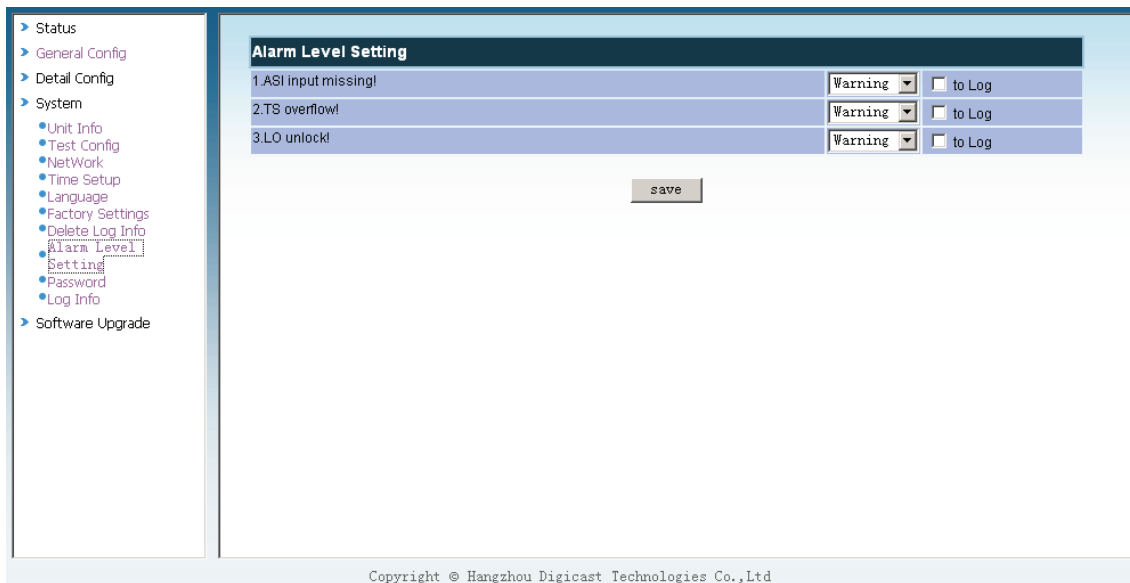 Status
General Config
Detail Config
System
Unit Info
Test Config
NetWork
Time Setup
Language
Factory Settings
Delete Log Info
Alarm Level
Setting
Password
Log Info
Software Upgrade
Alarm Level Setting
1.ASI input missing! Warning to Log
2.TS overflow! Warning to Log
3.LO unlock! Warning to Log
save
Copyright © Hangzhou Digicast Technologies Co.,Ltd